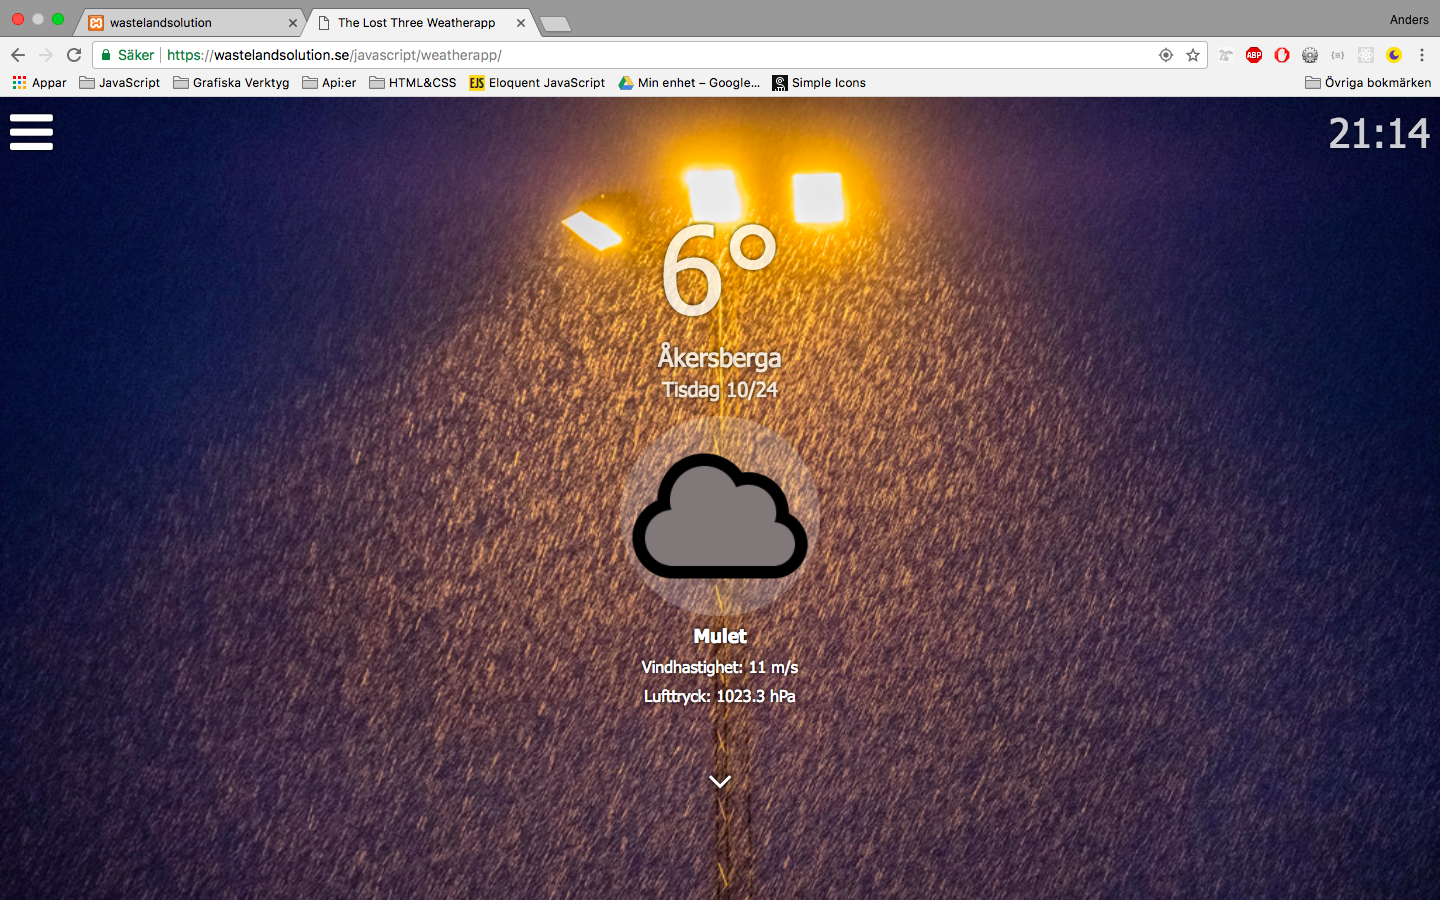 wastelandsolution
The Lost Three Weatherapp
Anders
Säker
https://wastelandsolution.se/javascript/weatherapp/
ABP
Appar
JavaScript
Grafiska Verktyg
Api:er
HTML&CSS
EJS
Eloquent JavaScript
Min enhet – Google...
Simple Icons
Övriga bokmärken
21:14
6°
Åkersberga
Tisdag 10/24
Mulet
Vindhastighet: 11 m/s
Lufttryck: 1023.3 hPa